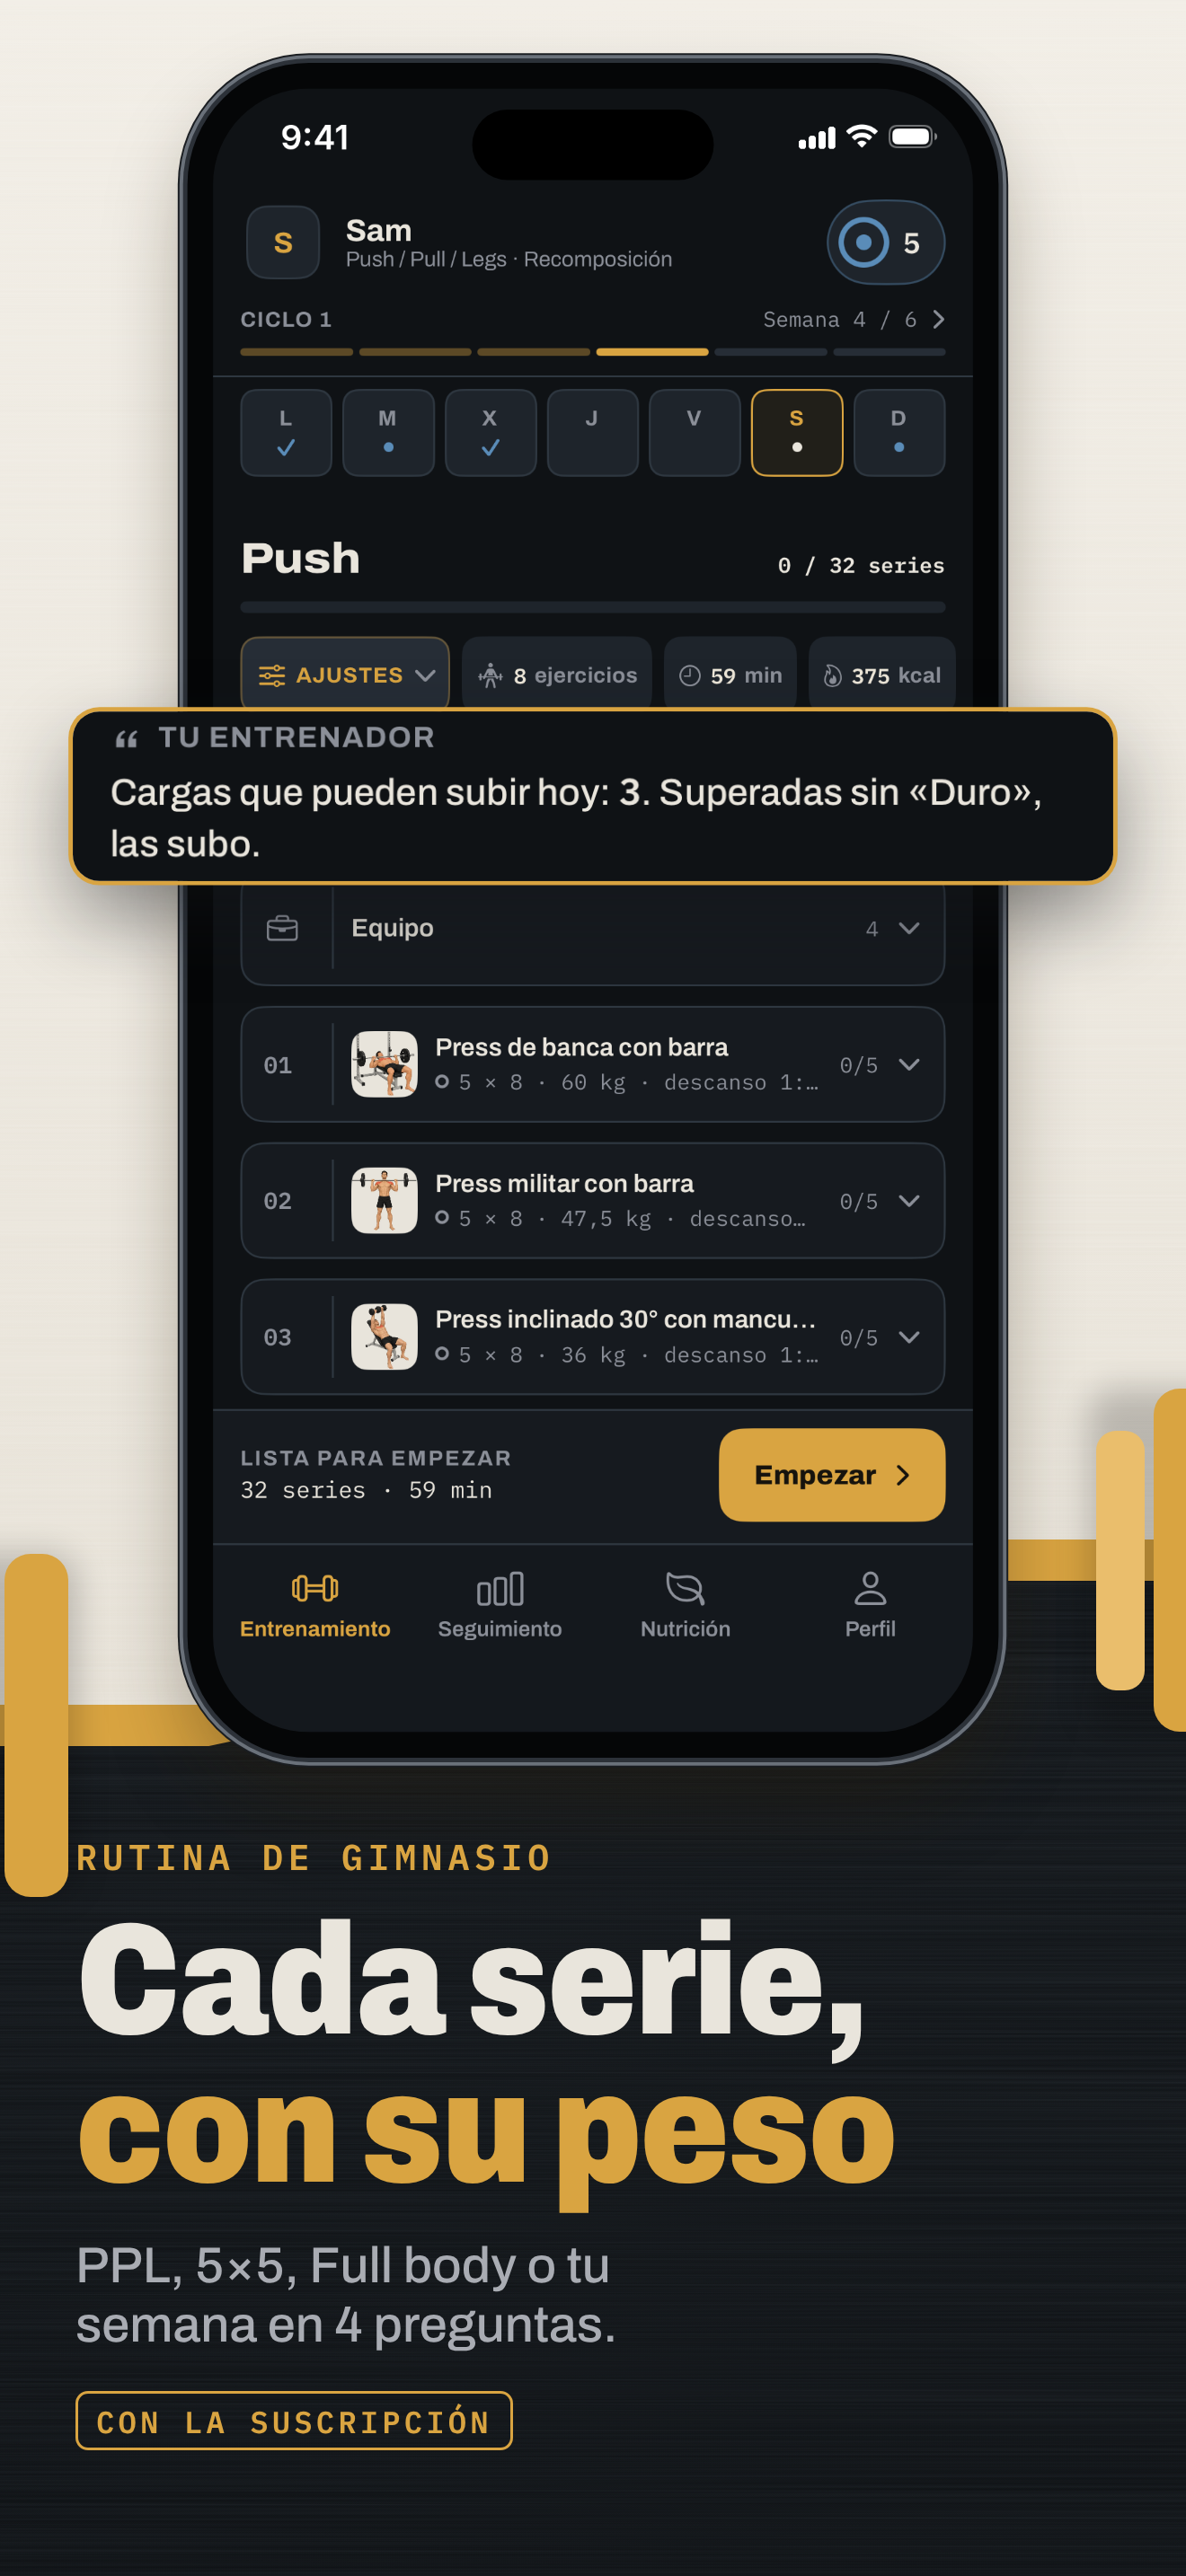 9:41
S
Sam
Push / Pull / Legs · Recomposición
5
CICLO 1
Semana 4 / 6
L M X J V S D
Push
0 / 32 series
AJUSTES
8 ejercicios
59 min
375 kcal
“ TU ENTRENADOR
Cargas que pueden subir hoy: 3. Superadas sin «Duro»,
las subo.
Equipo
4
01
Press de banca con barra
5 × 8 · 60 kg · descanso 1:…
0/5
02
Press militar con barra
5 × 8 · 47,5 kg · descanso…
0/5
03
Press inclinado 30° con mancu…
5 × 8 · 36 kg · descanso 1:…
0/5
LISTA PARA EMPEZAR
32 series · 59 min
Empezar
Entrenamiento
Seguimiento
Nutrición
Perfil
RUTINA DE GIMNASIO
Cada serie,
con su peso
PPL, 5×5, Full body o tu
semana en 4 preguntas.
CON LA SUSCRIPCIÓN